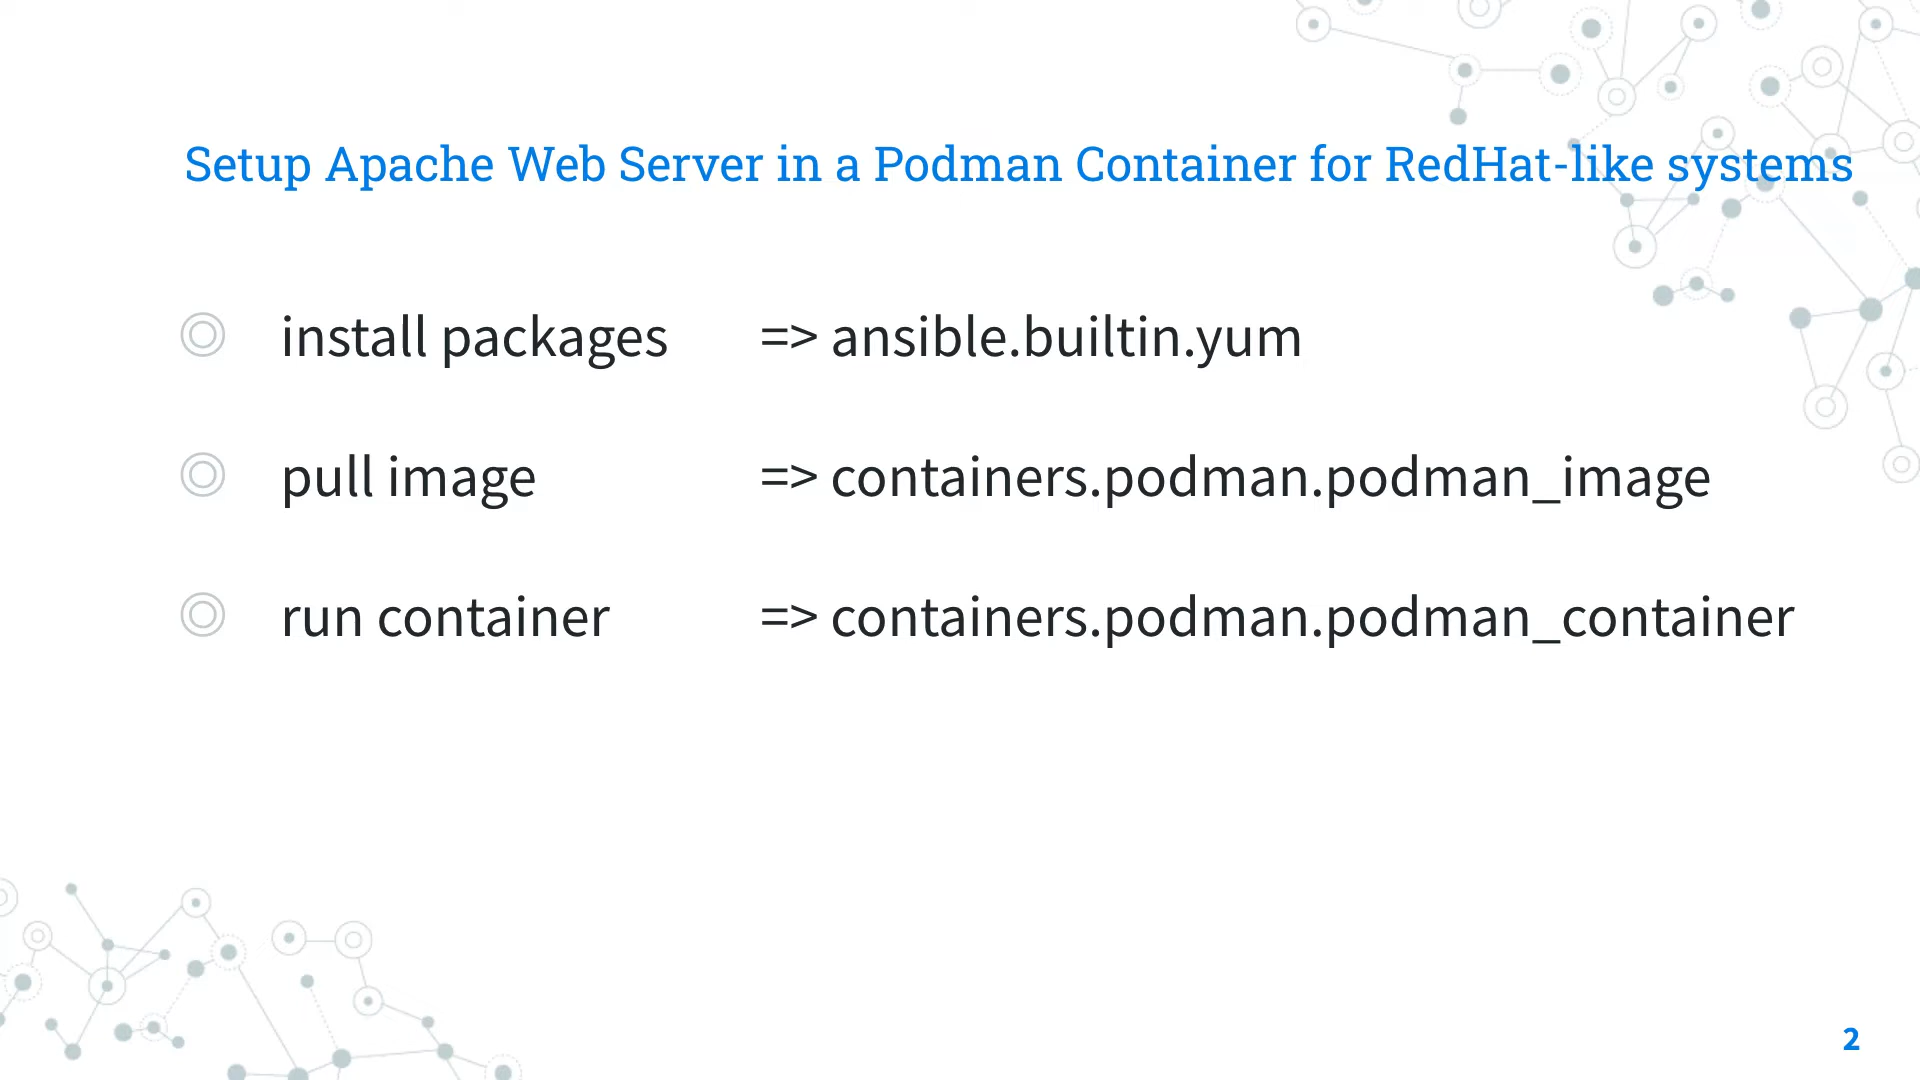 Setup Apache Web Server in a Podman Container for RedHat-like systems
install packages => ansible.builtin.yum
pull image => containers.podman.podman_image
run container => containers.podman.podman_container
2